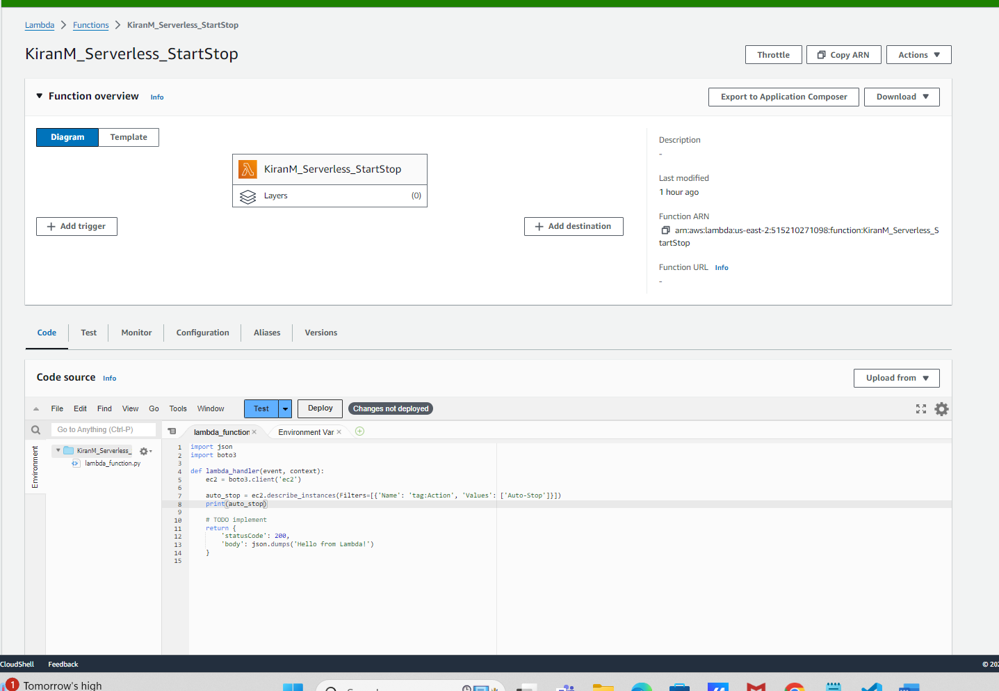 Lambda > Functions > KiranM_Serverless_StartStop
KiranM_Serverless_StartStop
Throttle
Copy ARN
Actions
Function overview Info
Export to Application Composer
Download
Diagram
Template
KiranM_Serverless_StartStop
Layers (0)
+ Add trigger
+ Add destination
Description
-
Last modified
1 hour ago
Function ARN
arn:aws:lambda:us-east-2:515210271098:function:KiranM_Serverless_S
tartStop
Function URL Info
-
Code
Test
Monitor
Configuration
Aliases
Versions
Code source Info
Upload from
File Edit Find View Go Tools Window
Test
Deploy
Changes not deployed
Go to Anything (Ctrl-P)
Environment
KiranM_Serverless_
lambda_function.py
lambda_function ×
Environment Var ×
1 import json
2 import boto3
3
4 def lambda_handler(event, context):
5 ec2 = boto3.client('ec2')
6
7 auto_stop = ec2.describe_instances(Filters=[{'Name': 'tag:Action', 'Values': ['Auto-Stop']}])
8 print(auto_stop)
9
10 # TODO implement
11 return {
12 'statusCode': 200,
13 'body': json.dumps('Hello from Lambda!')
14 }
15
CloudShell Feedback
© 202
1
Tomorrow's high